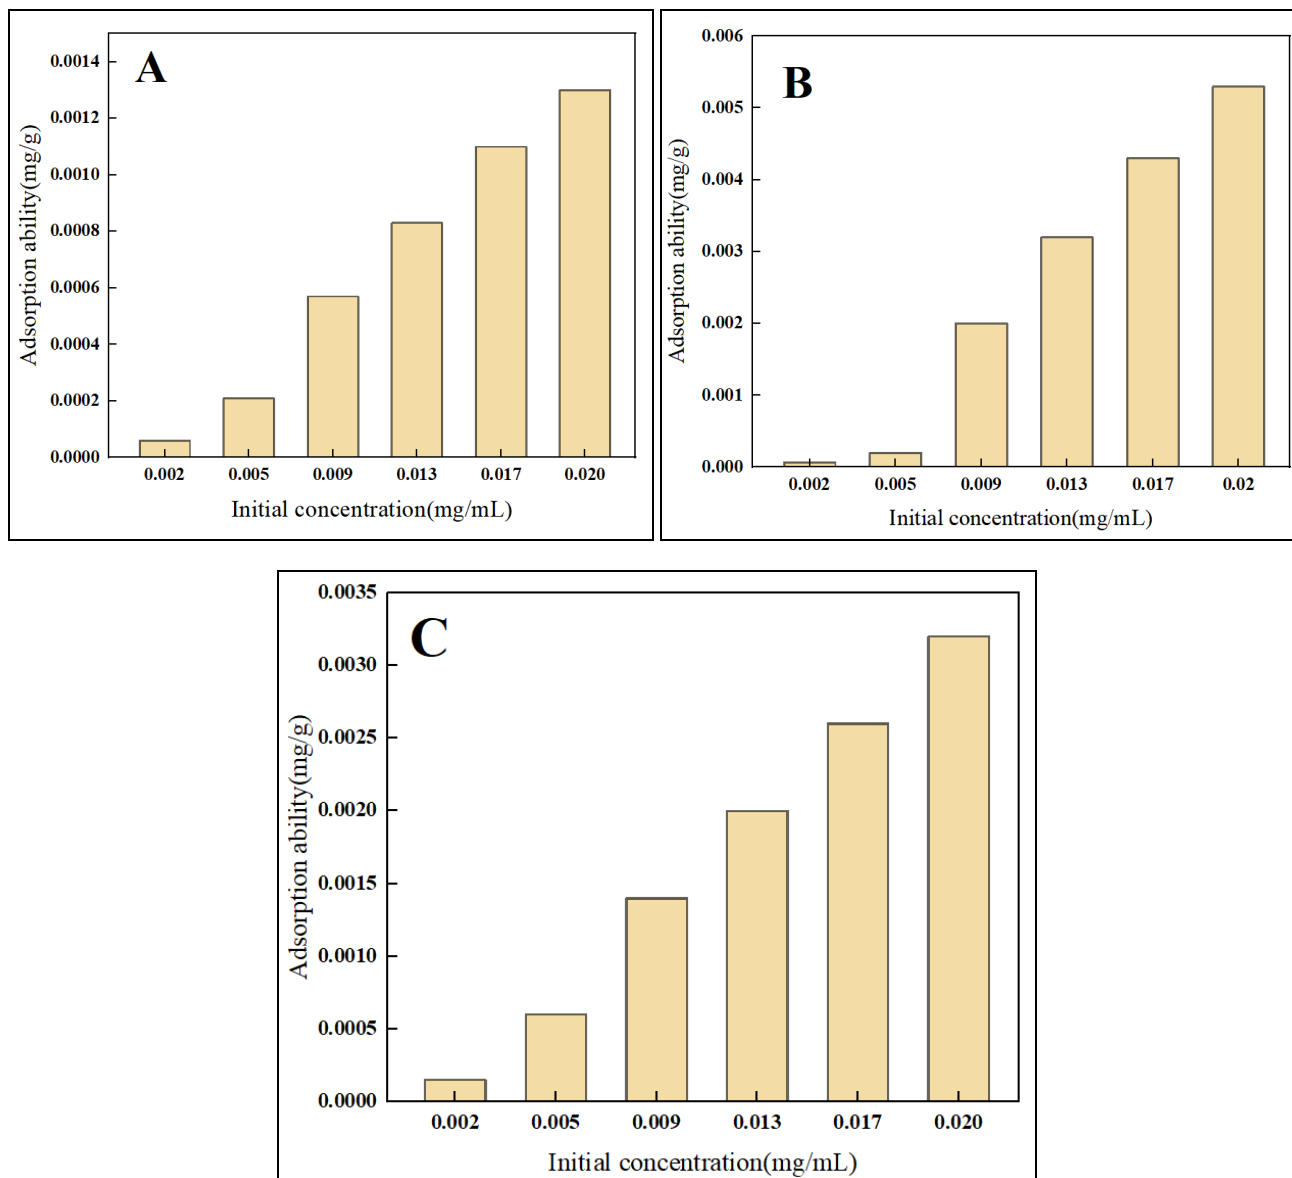 A
Adsorption ability(mg/g)
0.0014
0.0012
0.0010
0.0008
0.0006
0.0004
0.0002
0.0000
0.002 0.005 0.009 0.013 0.017 0.020
Initial concentration(mg/mL)
B
Adsorption ability(mg/g)
0.006
0.005
0.004
0.003
0.002
0.001
0.000
0.002 0.005 0.009 0.013 0.017 0.02
Initial concentration(mg/mL)
C
Adsorption ability(mg/g)
0.0035
0.0030
0.0025
0.0020
0.0015
0.0010
0.0005
0.0000
0.002 0.005 0.009 0.013 0.017 0.020
Initial concentration(mg/mL)